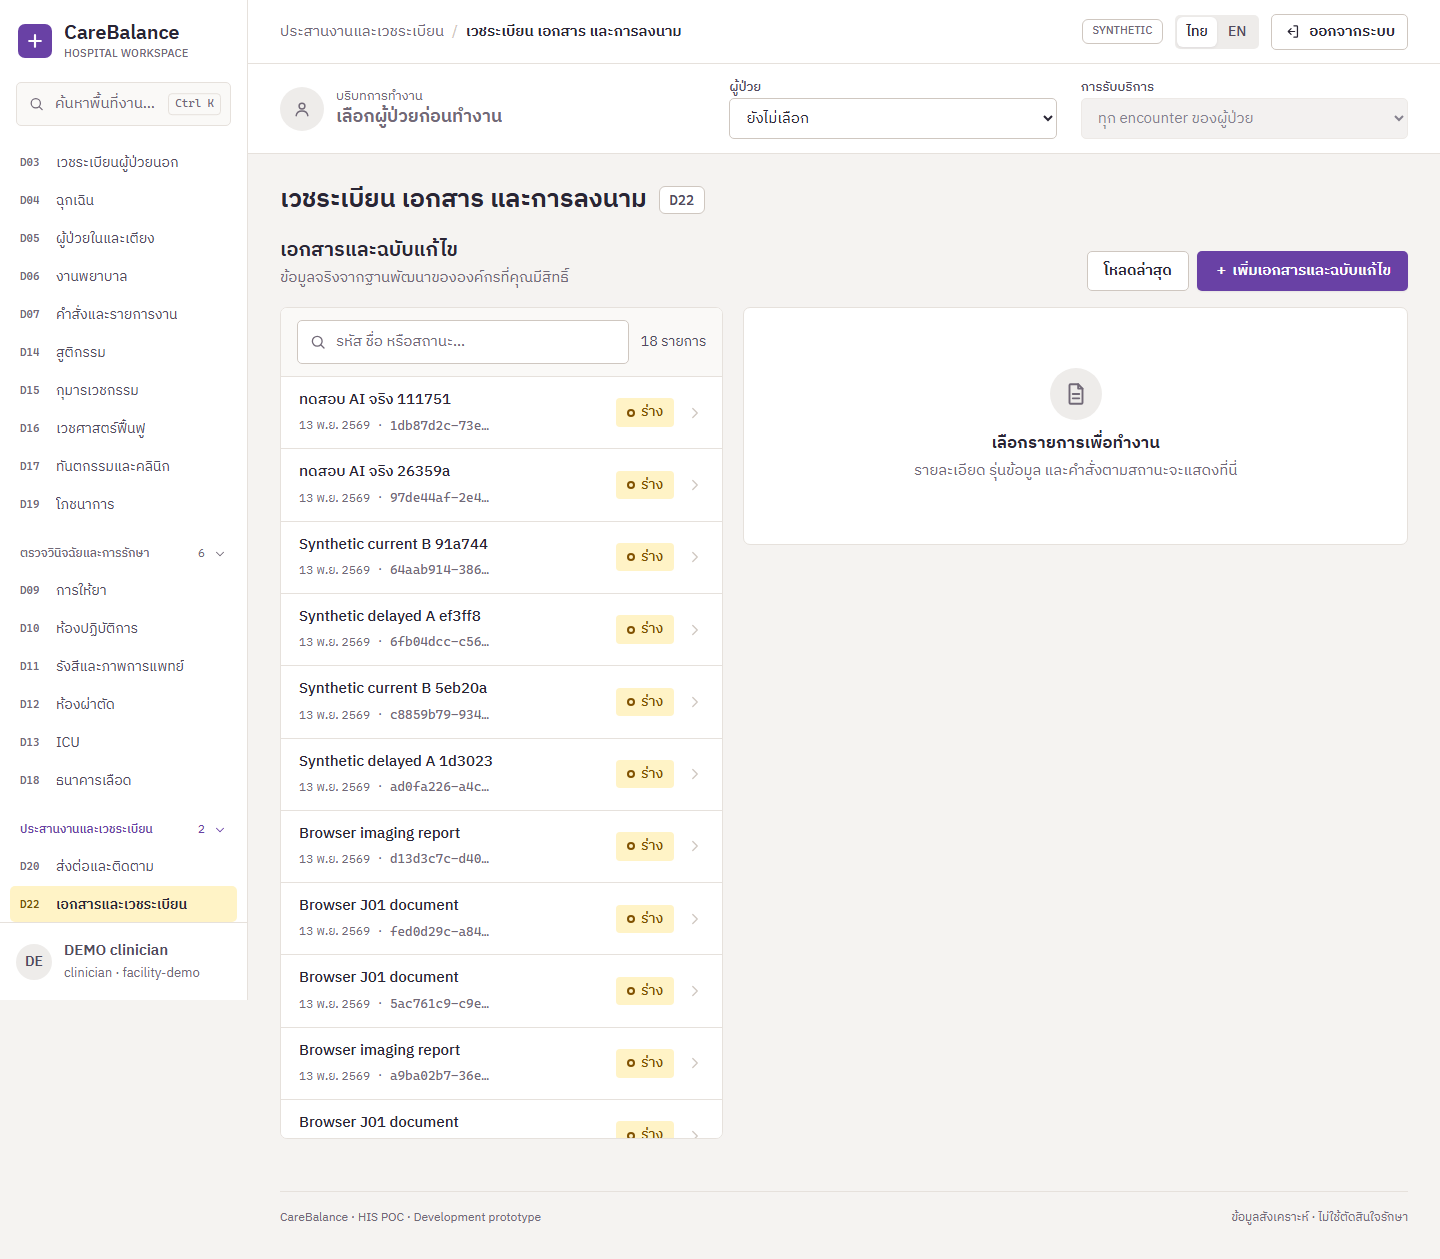 CareBalance
HOSPITAL WORKSPACE
ค้นหาพื้นที่งาน... Ctrl K
D03 เวชระเบียนผู้ป่วยนอก
D04 ฉุกเฉิน
D05 ผู้ป่วยในและเตียง
D06 งานพยาบาล
D07 คำสั่งและรายการงาน
D14 สูติกรรม
D15 กุมารเวชกรรม
D16 เวชศาสตร์ฟื้นฟู
D17 ทันตกรรมและคลินิก
D19 โภชนาการ
ตรวจวินิจฉัยและการรักษา 6
D09 การให้ยา
D10 ห้องปฏิบัติการ
D11 รังสีและภาพการแพทย์
D12 ห้องผ่าตัด
D13 ICU
D18 ธนาคารเลือด
ประสานงานและเวชระเบียน 2
D20 ส่งต่อและติดตาม
D22 เอกสารและเวชระเบียน
DE DEMO clinician
clinician · facility-demo
ประสานงานและเวชระเบียน / เวชระเบียน เอกสาร และการลงนาม
SYNTHETIC ไทย EN ออกจากระบบ
บริบทการทำงาน
เลือกผู้ป่วยก่อนทำงาน
ผู้ป่วย
ยังไม่เลือก
การรับบริการ
ทุก encounter ของผู้ป่วย
เวชระเบียน เอกสาร และการลงนาม D22
เอกสารและฉบับแก้ไข
ข้อมูลจริงจากฐานพัฒนาขององค์กรที่คุณมีสิทธิ์
โหลดล่าสุด + เพิ่มเอกสารและฉบับแก้ไข
รหัส ชื่อ หรือสถานะ... 18 รายการ
ทดสอบ AI จริง 111751
13 พ.ย. 2569 · 1db87d2c-73e… ร่าง
ทดสอบ AI จริง 26359a
13 พ.ย. 2569 · 97de44af-2e4… ร่าง
Synthetic current B 91a744
13 พ.ย. 2569 · 64aab914-386… ร่าง
Synthetic delayed A ef3ff8
13 พ.ย. 2569 · 6fb04dcc-c56… ร่าง
Synthetic current B 5eb20a
13 พ.ย. 2569 · c8859b79-934… ร่าง
Synthetic delayed A 1d3023
13 พ.ย. 2569 · ad0fa226-a4c… ร่าง
Browser imaging report
13 พ.ย. 2569 · d13d3c7c-d40… ร่าง
Browser J01 document
13 พ.ย. 2569 · fed0d29c-a84… ร่าง
Browser J01 document
13 พ.ย. 2569 · 5ac761c9-c9e… ร่าง
Browser imaging report
13 พ.ย. 2569 · a9ba02b7-36e… ร่าง
Browser J01 document
ร่าง
เลือกรายการเพื่อทำงาน
รายละเอียด รุ่นข้อมูล และคำสั่งตามสถานะจะแสดงที่นี่
CareBalance · HIS POC · Development prototype
ข้อมูลสังเคราะห์ · ไม่ใช้ตัดสินใจรักษา